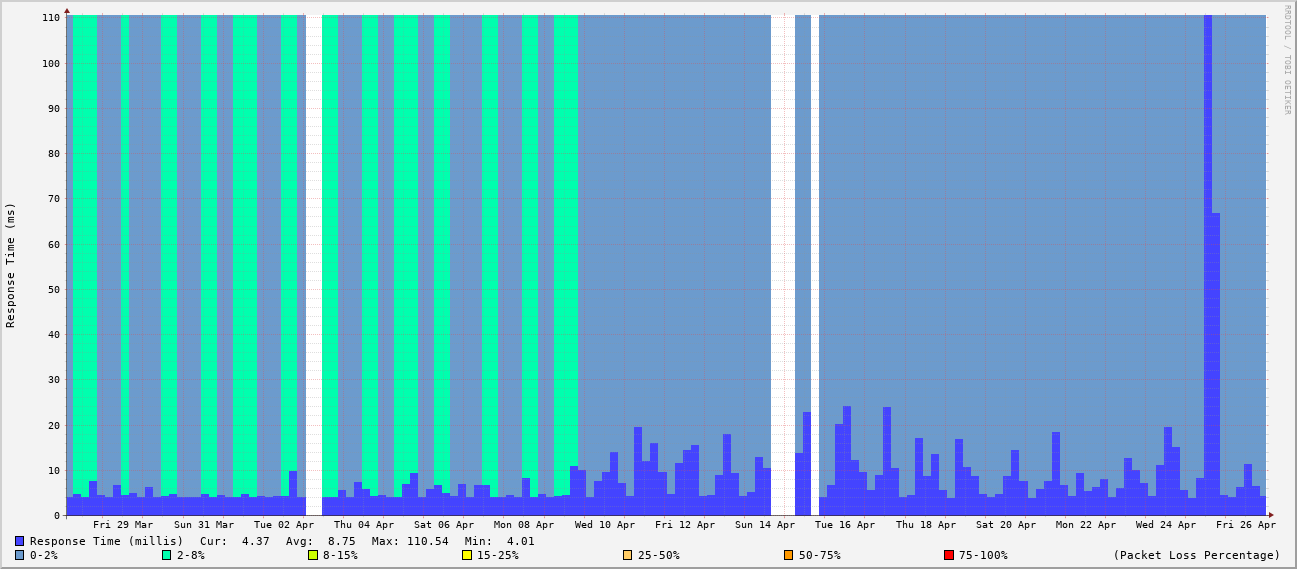 110
100
90
80
70
60
50
40
30
20
10
0
Response Time (ms)
RRDTOOL / TOBI OETIKER
Fri 29 Mar Sun 31 Mar Tue 02 Apr Thu 04 Apr Sat 06 Apr Mon 08 Apr Wed 10 Apr Fri 12 Apr Sun 14 Apr Tue 16 Apr Thu 18 Apr Sat 20 Apr Mon 22 Apr Wed 24 Apr Fri 26 Apr
Response Time (millis) Cur: 4.37 Avg: 8.75 Max: 110.54 Min: 4.01
0-2% 2-8% 8-15% 15-25% 25-50% 50-75% 75-100% (Packet Loss Percentage)